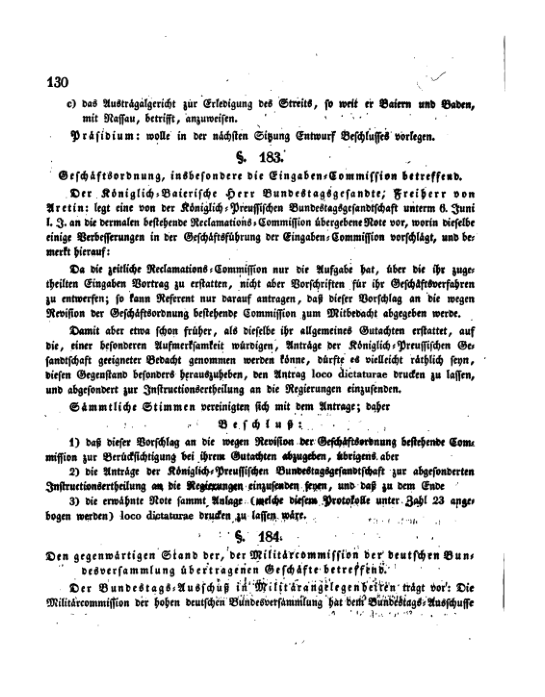 130
c) das Austrägalgericht zur Erledigung des Streits, so weit er Baiern und Baden,
mit Nassau, betrifft, anzuweisen.
Präsidium: wolle in der nächsten Sitzung Entwurf Beschlusses vorlegen.
§. 183.
Geschäftsordnung, insbesondere die Eingaben-Commission betreffend.
Der Königlich-Baierische Herr Bundestagsgesandte, Freiherr von
Aretin: legt eine von der Königlich-Preussischen Bundestagsgesandtschaft unterm 6. Juni
l. J. an die dermalen bestehende Reclamations-Commission übergebene Note vor, worin dieselbe
einige Verbesserungen in der Geschäftsführung der Eingaben-Commission vorschlägt, und be-
merkt hierauf:
Da die zeitliche Reclamations-Commission nur die Aufgabe hat, über die ihr zuge-
theilten Eingaben Vortrag zu erstatten, nicht aber Vorschriften für ihr Geschäftsverfahren
zu entwerfen; so kann Referent nur darauf antragen, daß dieser Vorschlag an die wegen
Revision der Geschäftsordnung bestehende Commission zum Mitbedacht abgegeben werde.
Damit aber etwa schon früher, als dieselbe ihr allgemeines Gutachten erstattet, auf
die, einer besonderen Aufmerksamkeit würdigen, Anträge der Königlich-Preussischen Ge-
sandtschaft geeigneter Bedacht genommen werden könne, dürfte es vielleicht räthlich seyn,
diesen Gegenstand besonders herauszuheben, den Antrag loco dictaturae drucken zu lassen,
und abgesondert zur Instructionsertheilung an die Regierungen einzusenden.
Sämmtliche Stimmen vereinigten sich mit dem Antrage; daher
Beschluß:
1) daß dieser Vorschlag an die wegen Revision der Geschäftsordnung bestehende Com-
mission zur Berücksichtigung bei ihrem Gutachten abzugeben, übrigens aber
2) die Anträge der Königlich-Preussischen Bundestagsgesandtschaft zur abgesonderten
Instructionsertheilung an die Regierungen einzusenden seyen, und daß zu dem Ende
3) die erwähnte Note sammt Anlage (welche diesem Protokolle unter Zahl 23 ange-
bogen werden) loco dictaturae drucken zu lassen wäre.
§. 184.
Den gegenwärtigen Stand der, der Militärcommission der deutschen Bun-
desversammlung übertragenen Geschäfte betreffend.
Der Bundestags-Ausschuß in Militärangelegenheiten trägt vor: Die
Militärcommission der hohen deutschen Bundesversammlung hat dem Bundestags-Ausschusse